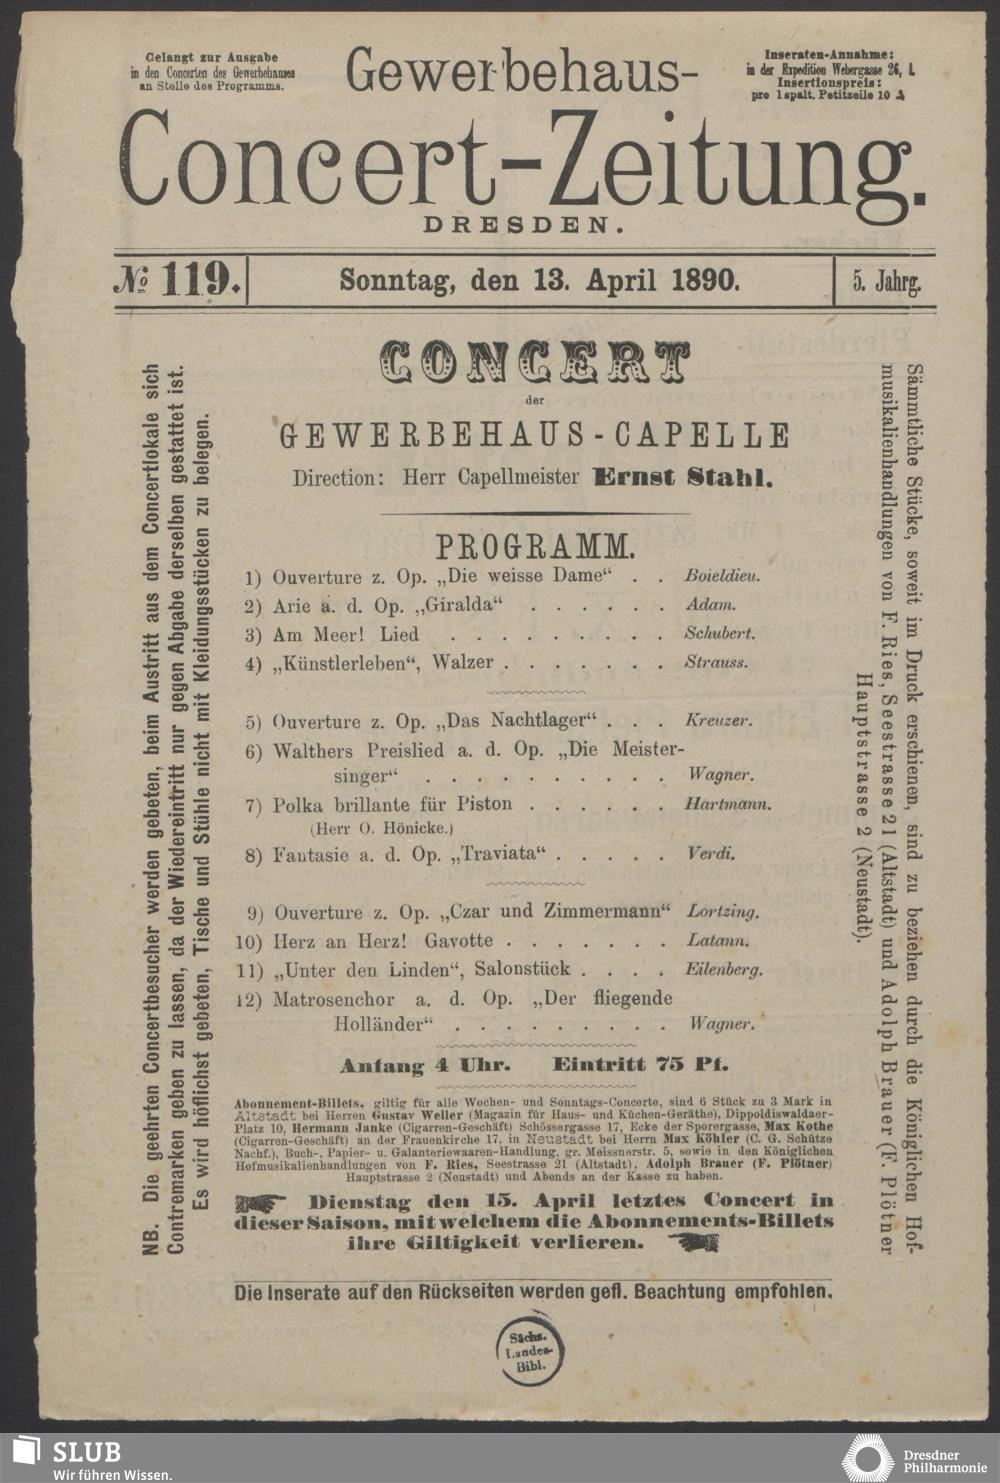 Gelangt zur Ausgabe
in den Concerten des Gewerbehauses
an Stelle des Programms.
Gewerbehaus-
Inseraten-Annahme:
in der Expedition Webergasse 26, I.
Insertionspreis:
pro 1spalt. Petitzeile 10 ₰
Concert-Zeitung.
DRESDEN.
№ 119.
Sonntag, den 13. April 1890.
5. Jahrg.
CONCERT
der
GEWERBEHAUS-CAPELLE
Direction: Herr Capellmeister Ernst Stahl.
PROGRAMM.
1) Ouverture z. Op. „Die weisse Dame“ . . Boieldieu.
2) Arie a. d. Op. „Giralda“ . . . . . . Adam.
3) Am Meer! Lied . . . . . . . . . Schubert.
4) „Künstlerleben“, Walzer . . . . . . . Strauss.
5) Ouverture z. Op. „Das Nachtlager“ . . . Kreuzer.
6) Walthers Preislied a. d. Op. „Die Meister-
singer“ . . . . . . . . . . Wagner.
7) Polka brillante für Piston . . . . . . Hartmann.
(Herr O. Hönicke.)
8) Fantasie a. d. Op. „Traviata“ . . . . . Verdi.
9) Ouverture z. Op. „Czar und Zimmermann“ Lortzing.
10) Herz an Herz! Gavotte . . . . . . . Latann.
11) „Unter den Linden“, Salonstück . . . . Eilenberg.
12) Matrosenchor a. d. Op. „Der fliegende
Holländer“ . . . . . . . . . Wagner.
Anfang 4 Uhr. Eintritt 75 Pf.
Abonnement-Billets, giltig für alle Wochen- und Sonntags-Concerte, sind 6 Stück zu 3 Mark in
Altstadt bei Herren Gustav Weller (Magazin für Haus- und Küchen-Geräthe), Dippoldiswaldaer-
Platz 10, Hermann Janke (Cigarren-Geschäft) Schössergasse 17, Ecke der Sporergasse, Max Kothe
(Cigarren-Geschäft) an der Frauenkirche 17, in Neustadt bei Herrn Max Köhler (C. G. Schütze
Nachf.), Buch-, Papier- u. Galanteriewaaren-Handlung, gr. Meissnerstr. 5, sowie in den Königlichen
Hofmusikalienhandlungen von F. Ries, Seestrasse 21 (Altstadt), Adolph Brauer (F. Plötner)
Hauptstrasse 2 (Neustadt) und Abends an der Kasse zu haben.
Dienstag den 15. April letztes Concert in
dieser Saison, mit welchem die Abonnements-Billets
ihre Giltigkeit verlieren.
Die Inserate auf den Rückseiten werden gefl. Beachtung empfohlen.
NB. Die geehrten Concertbesucher werden gebeten, beim Austritt aus dem Concertlokale sich
Contremarken geben zu lassen, da der Wiedereintritt nur gegen Abgabe derselben gestattet ist.
Es wird höflichst gebeten, Tische und Stühle nicht mit Kleidungsstücken zu belegen.
Sämmtliche Stücke, soweit im Druck erschienen, sind zu beziehen durch die Königlichen Hof-
musikalienhandlungen von F. Ries, Seestrasse 21 (Altstadt) und Adolph Brauer (F. Plötner
Hauptstrasse 2 (Neustadt).
Sächs.
Landes-
Bibl.
SLUB
Wir führen Wissen.
Dresdner
Philharmonie